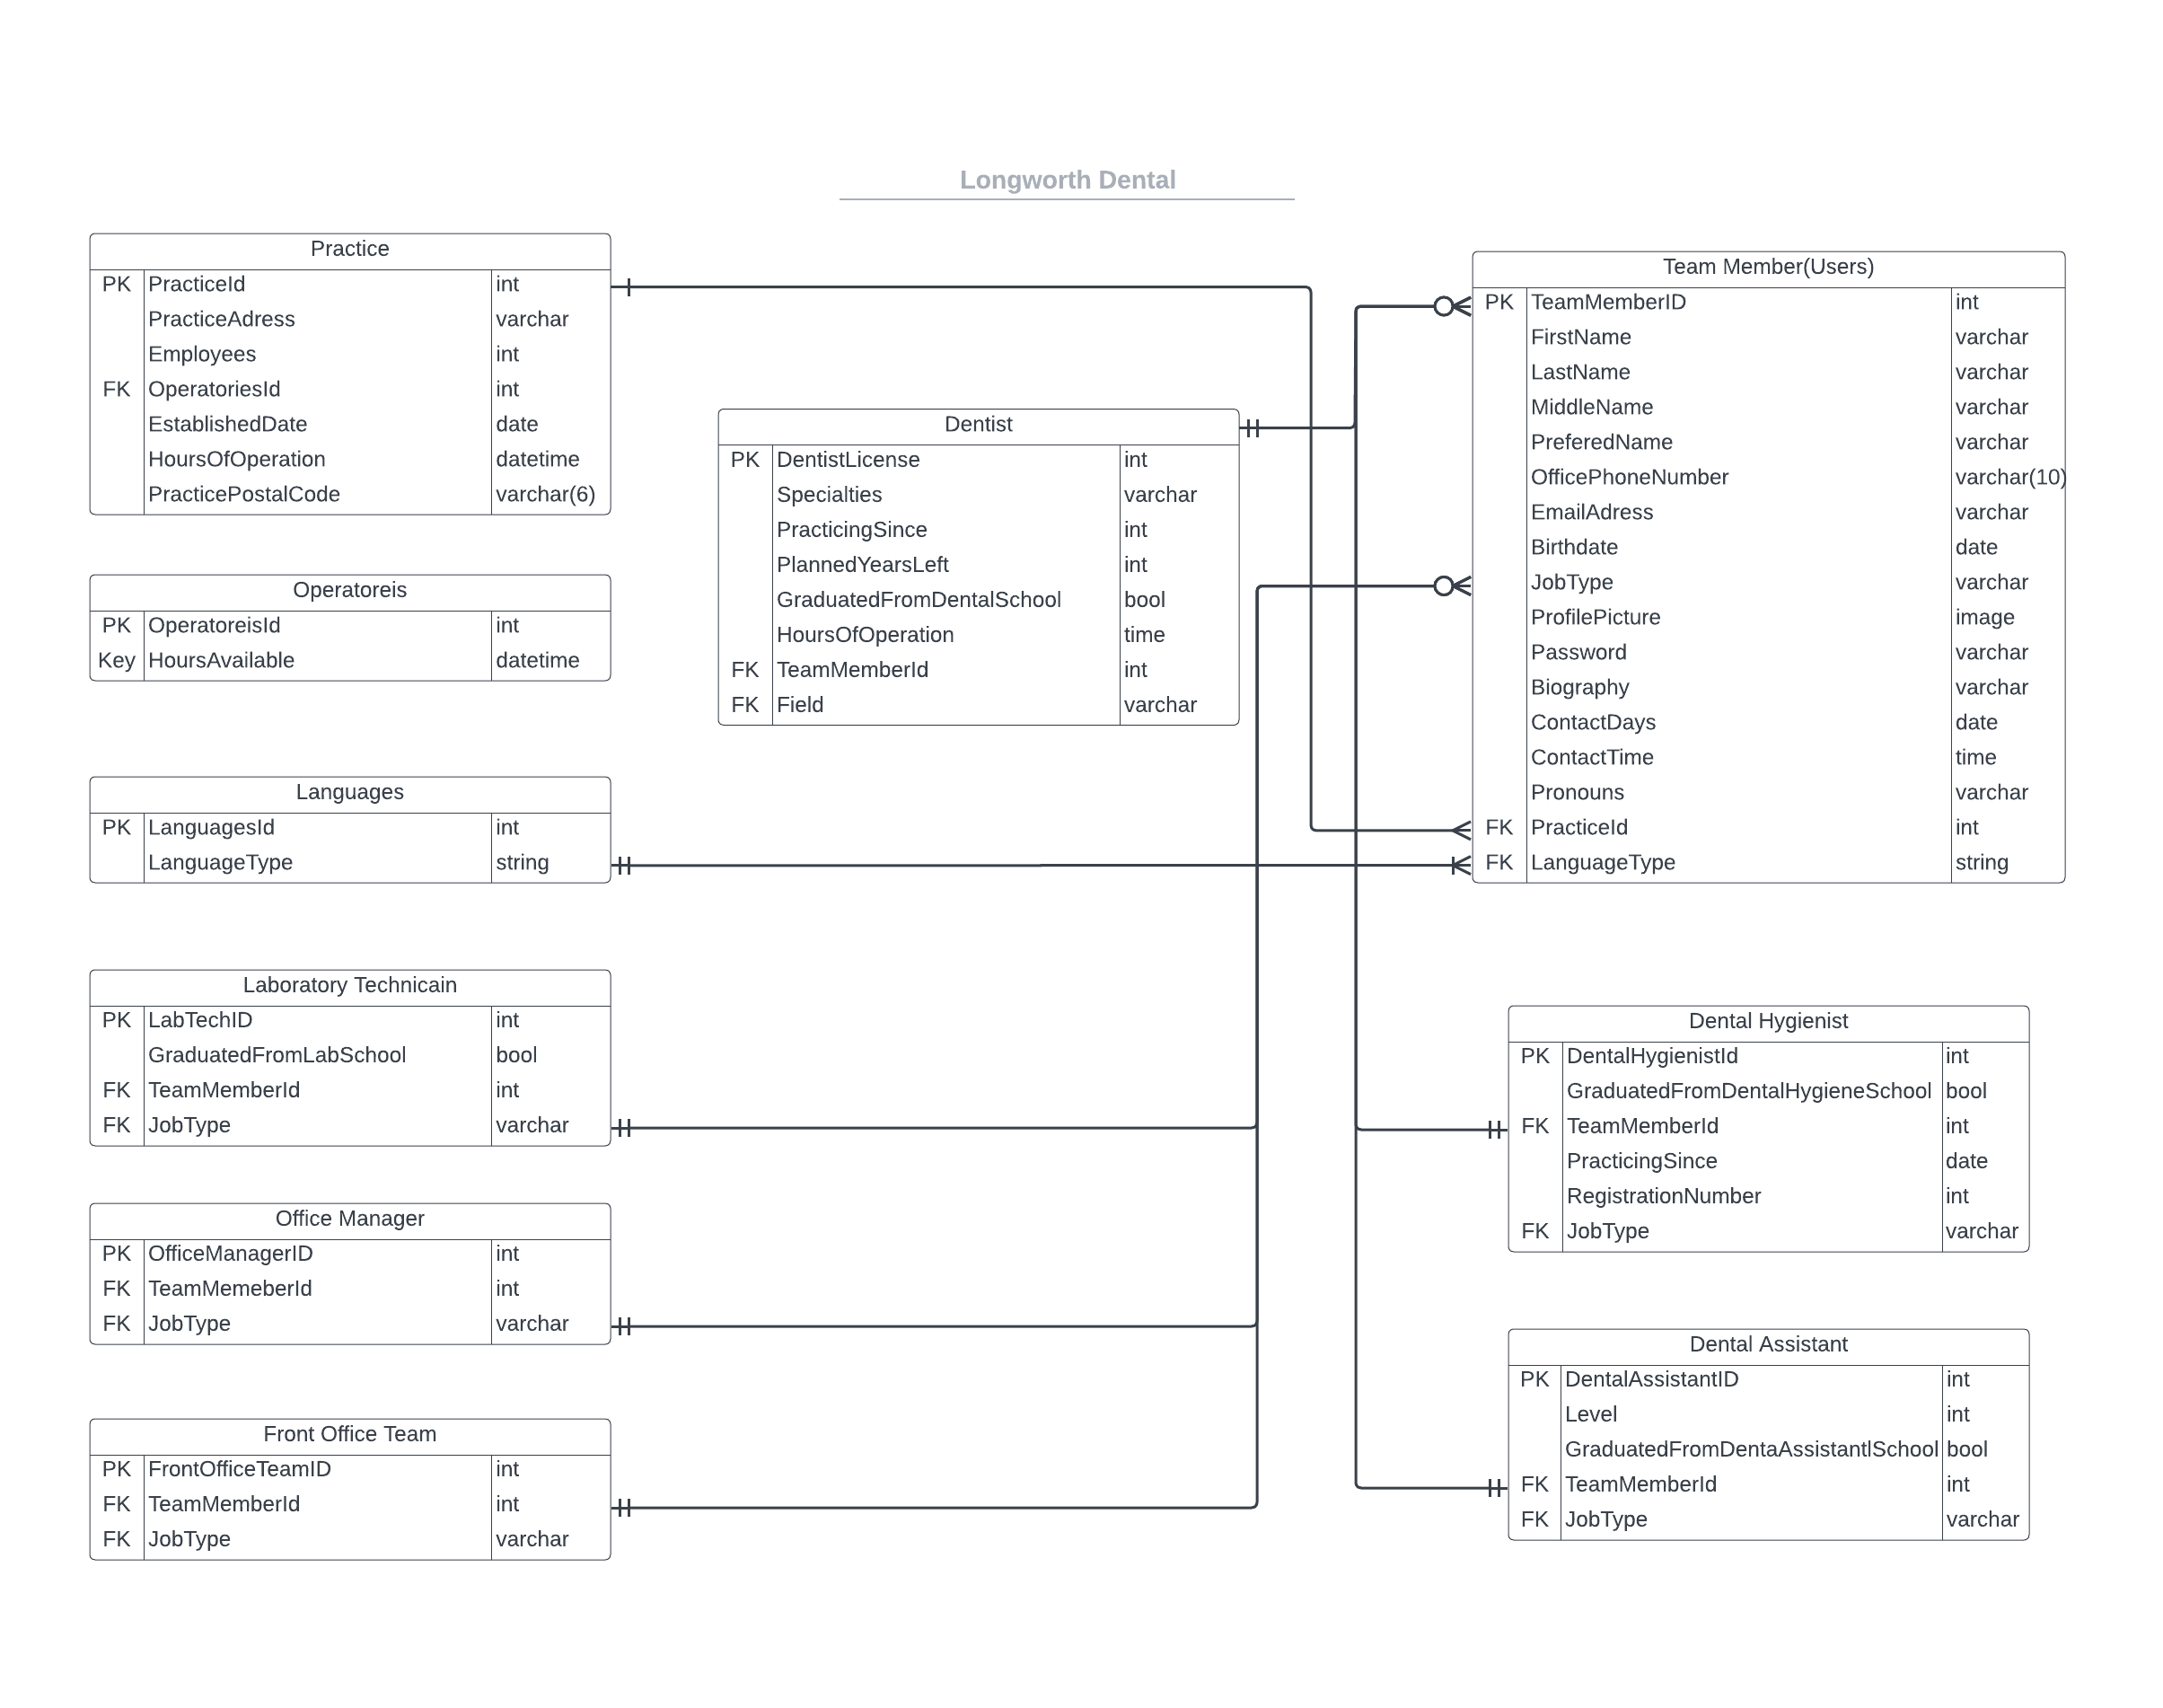 Longworth Dental
Practice
PK PracticeId int
PracticeAdress varchar
Employees int
FK OperatoriesId int
EstablishedDate date
HoursOfOperation datetime
PracticePostalCode varchar(6)
Operatoreis
PK OperatoreisId int
Key HoursAvailable datetime
Languages
PK LanguagesId int
LanguageType string
Laboratory Technicain
PK LabTechID int
GraduatedFromLabSchool bool
FK TeamMemberId int
FK JobType varchar
Office Manager
PK OfficeManagerID int
FK TeamMemeberId int
FK JobType varchar
Front Office Team
PK FrontOfficeTeamID int
FK TeamMemberId int
FK JobType varchar
Dentist
PK DentistLicense int
Specialties varchar
PracticingSince int
PlannedYearsLeft int
GraduatedFromDentalSchool bool
HoursOfOperation time
FK TeamMemberId int
FK Field varchar
Team Member(Users)
PK TeamMemberID int
FirstName varchar
LastName varchar
MiddleName varchar
PreferedName varchar
OfficePhoneNumber varchar(10)
EmailAdress varchar
Birthdate date
JobType varchar
ProfilePicture image
Password varchar
Biography varchar
ContactDays date
ContactTime time
Pronouns varchar
FK PracticeId int
FK LanguageType string
Dental Hygienist
PK DentalHygienistId int
GraduatedFromDentalHygieneSchool bool
FK TeamMemberId int
PracticingSince date
RegistrationNumber int
FK JobType varchar
Dental Assistant
PK DentalAssistantID int
Level int
GraduatedFromDentaAssistantlSchool bool
FK TeamMemberId int
FK JobType varchar